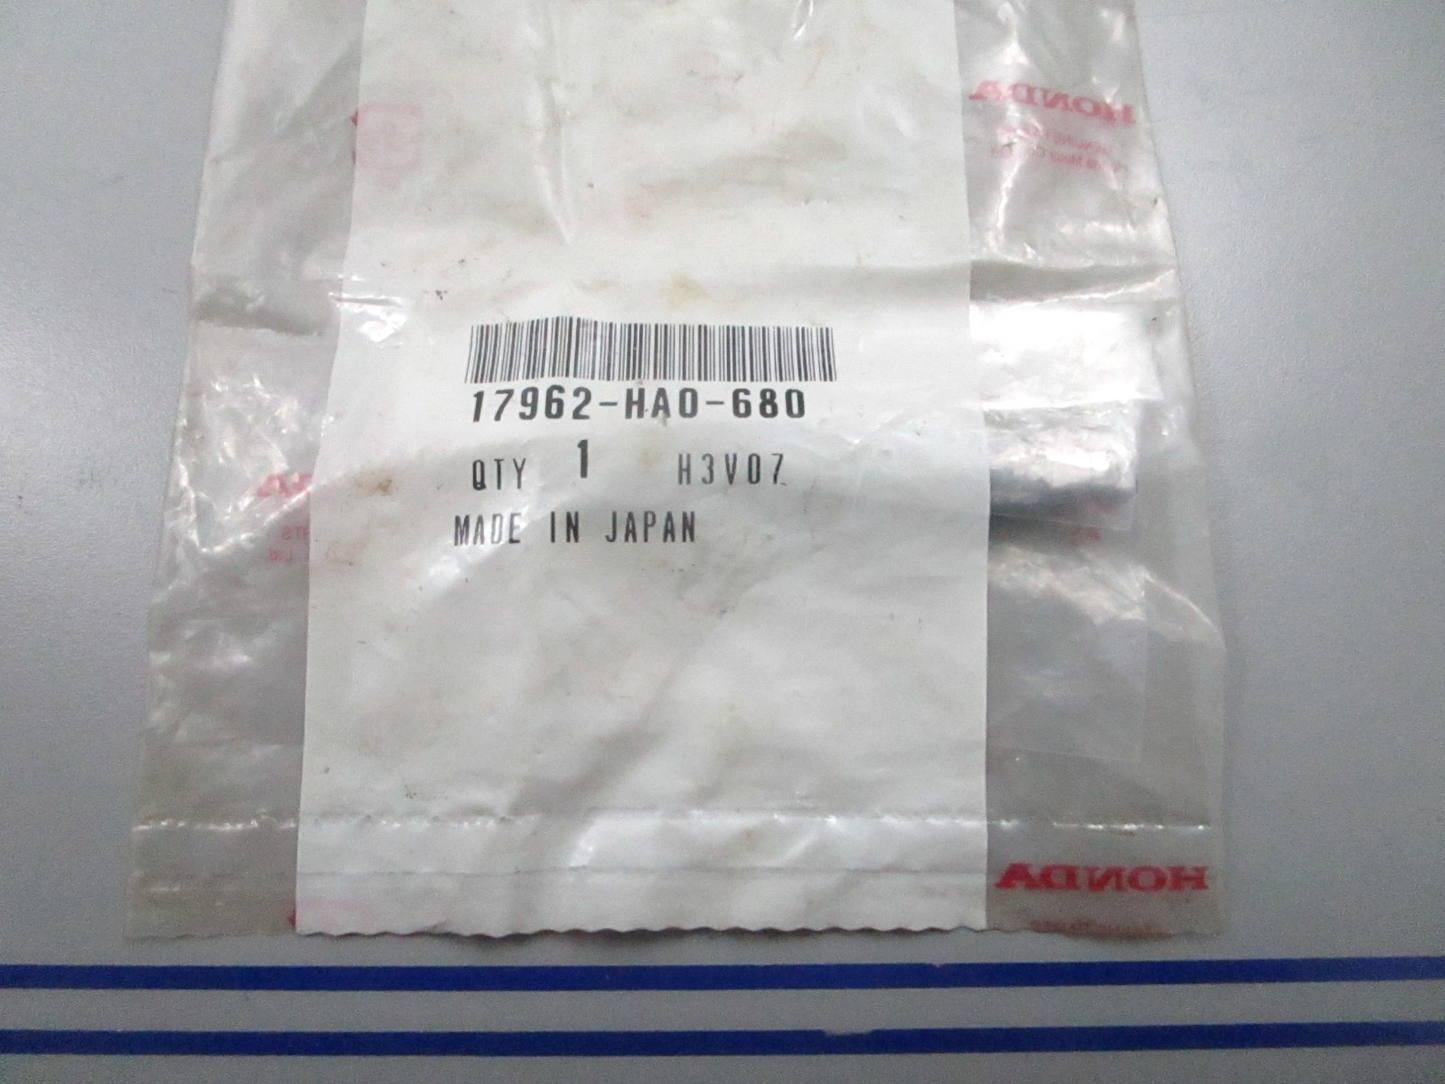 HONDA
17962-HA0-680
QTY 1 H3V07
MADE IN JAPAN
HONDA